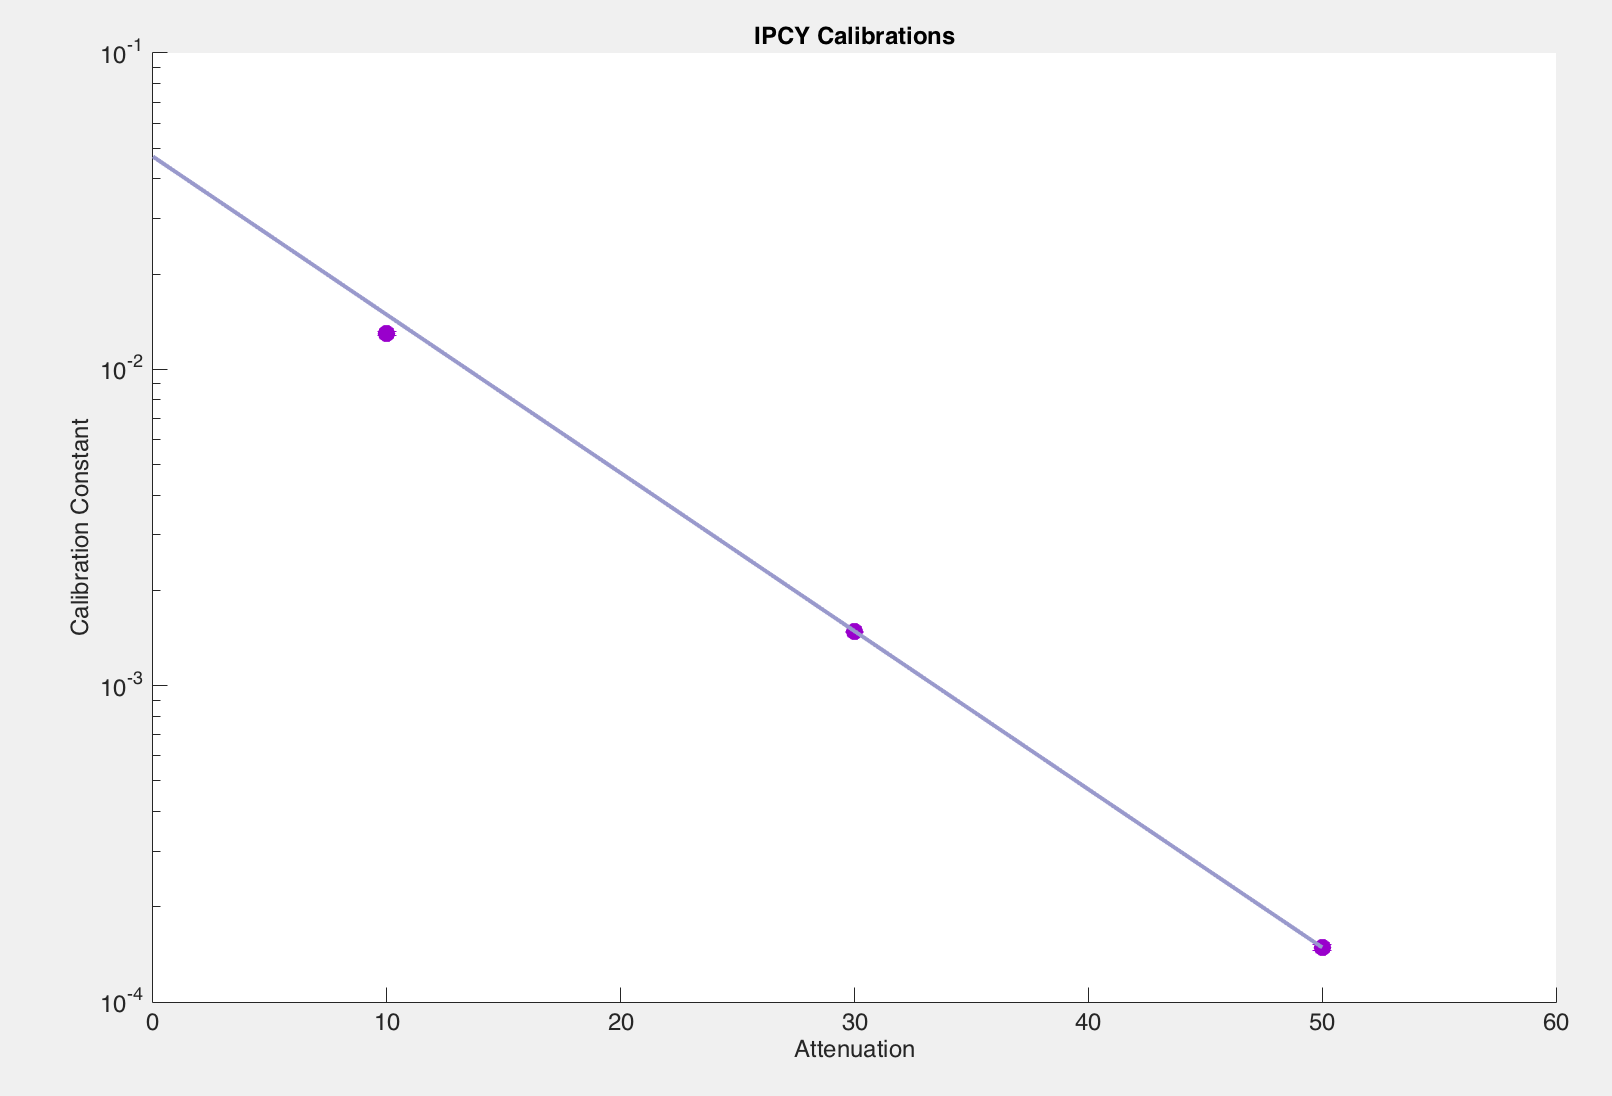 IPCY Calibrations
10-1
10-2
10-3
10-4
Calibration Constant
0 10 20 30 40 50 60
Attenuation